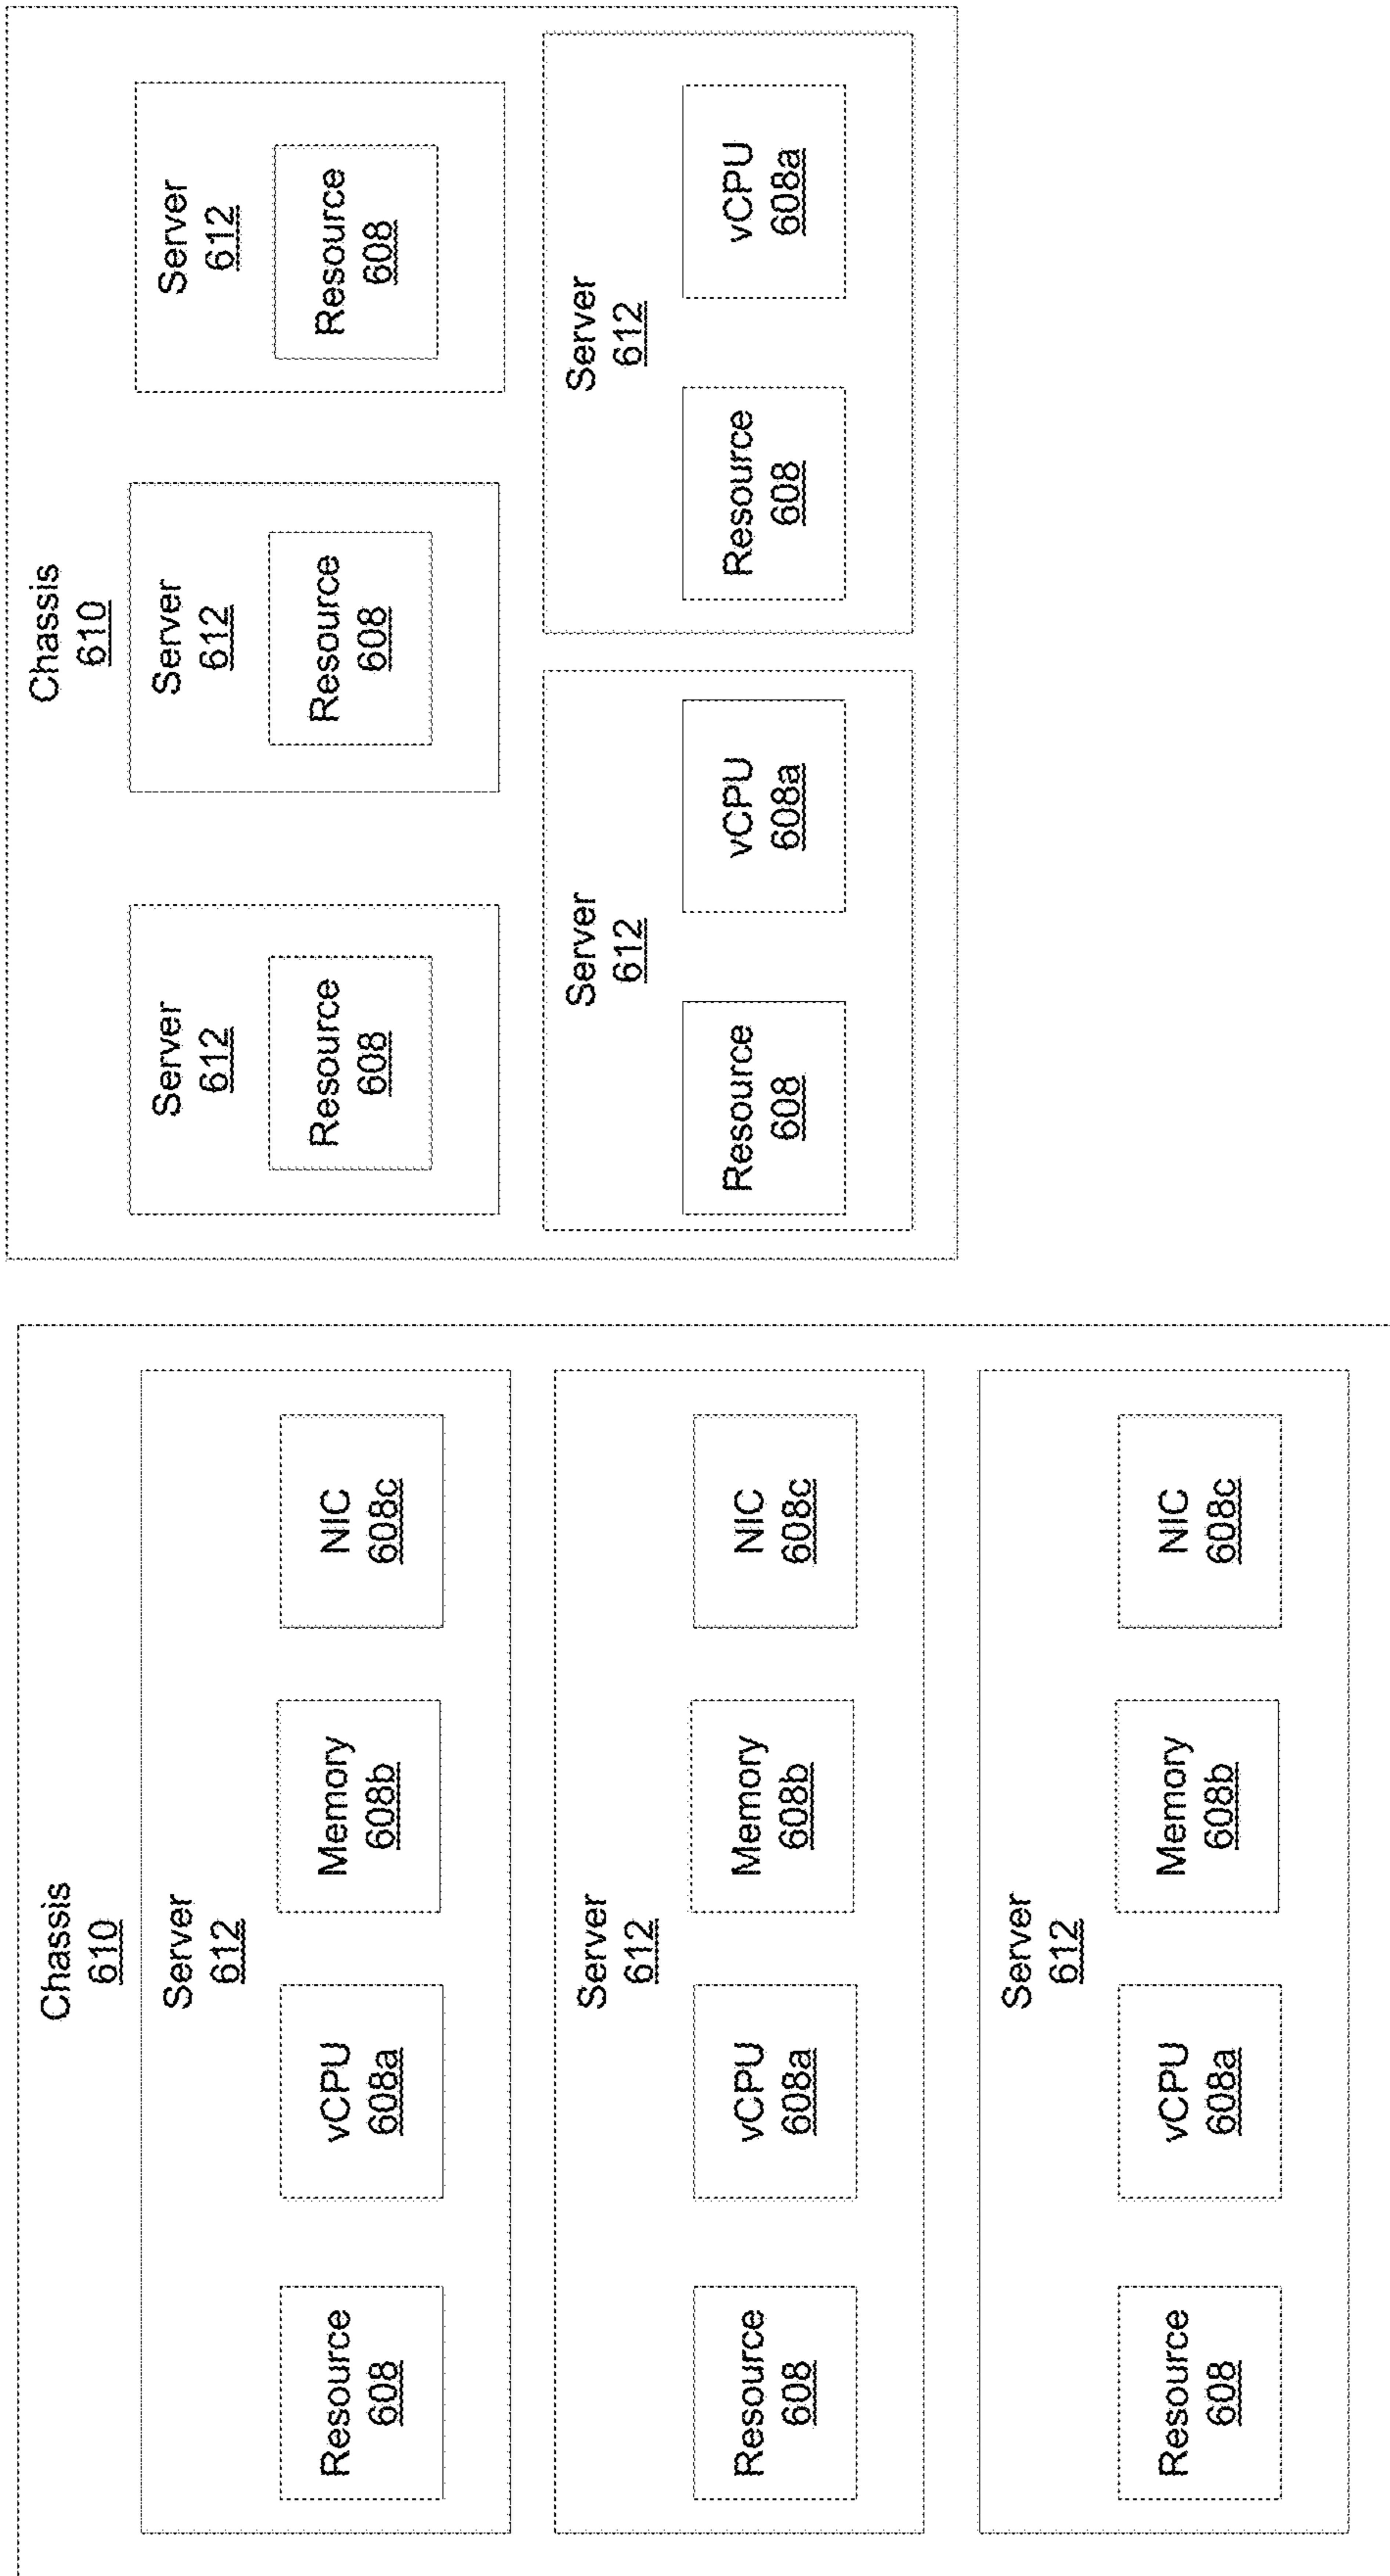 Chassis
610
Server
612
Resource
608
vCPU
608a
Memory
608b
NIC
608c
Server
612
Resource
608
vCPU
608a
Memory
608b
NIC
608c
Server
612
Resource
608
vCPU
608a
Memory
608b
NIC
608c
Chassis
610
Server
612
Resource
608
Server
612
Resource
608
Server
612
Resource
608
Server
612
Resource
608
vCPU
608a
Server
612
Resource
608
vCPU
608a